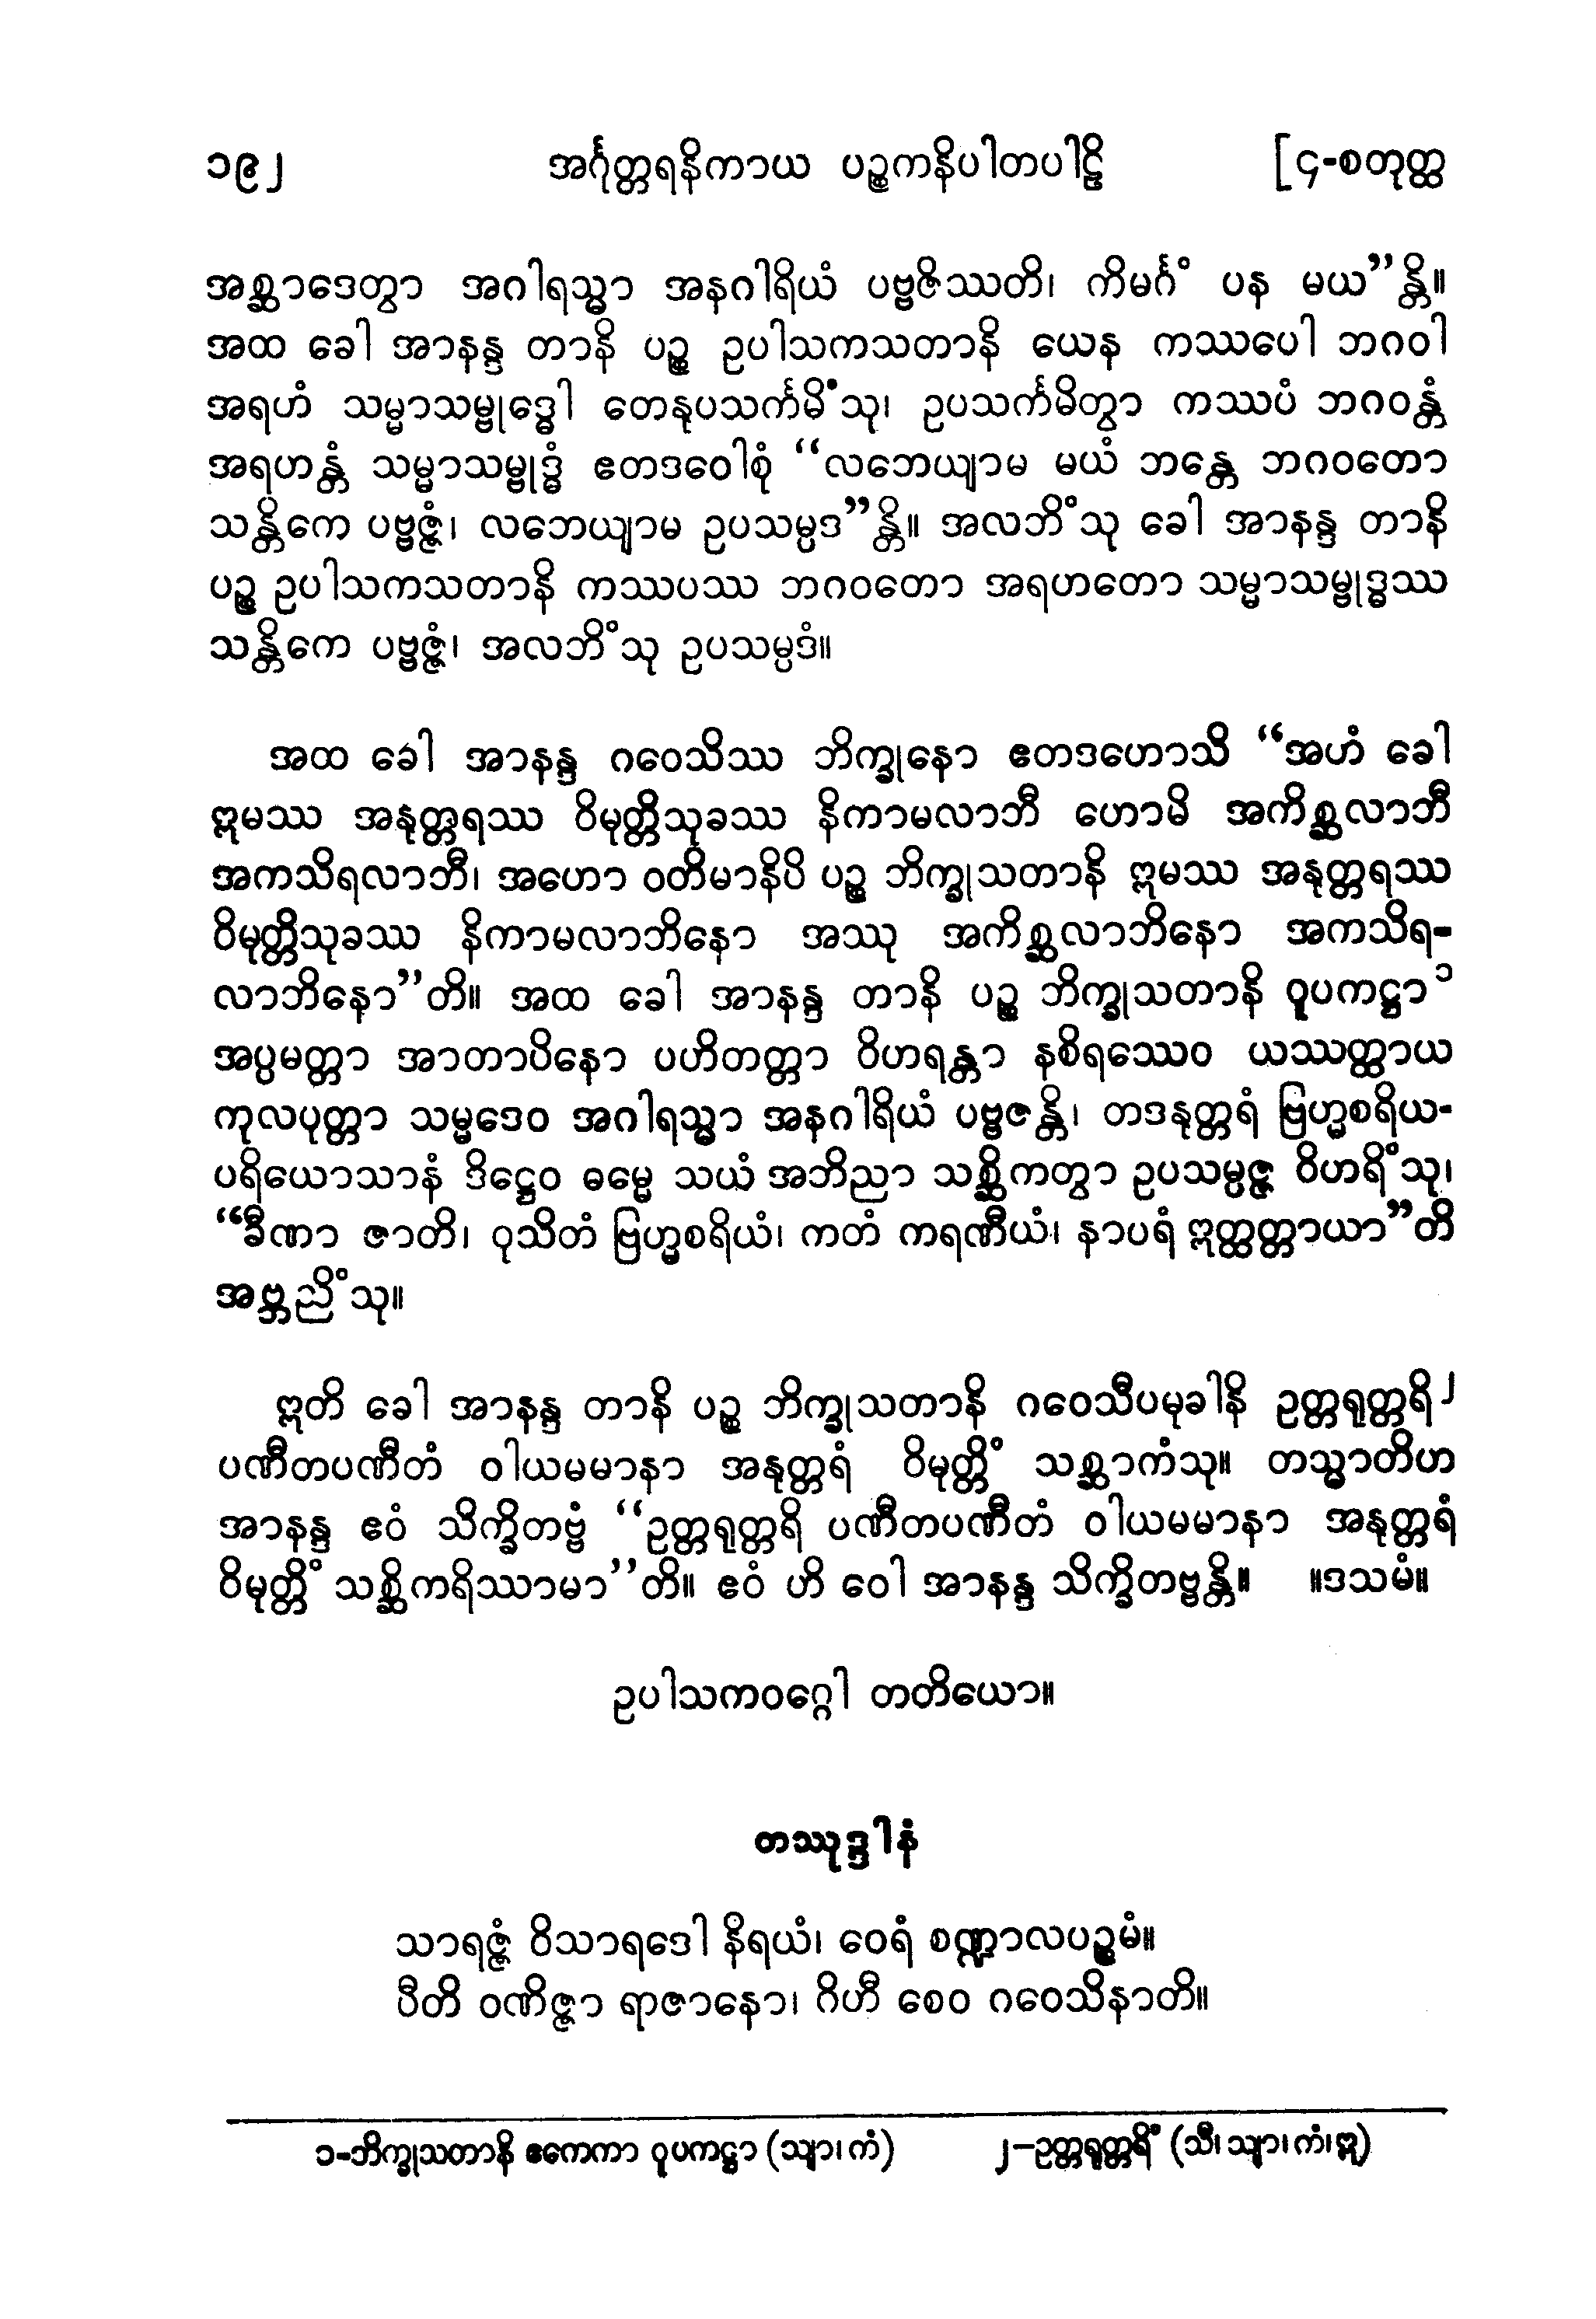 ၁၉၂ အင်္ဂုတ္တရနိကာယ ပဉ္စကနိပါတပါဠိ [၄-စတုတ္ထ
အစ္ဆာဒေတွာ အဂါရသ္မာ အနဂါရိယံ ပဗ္ဗဇိဿတိ၊ ကိမင်္ဂံ ပန မယ”န္တိ။
အထ ခေါ အာနန္ဒ တာနိ ပဉ္စ ဥပါသကသတာနိ ယေန ကဿပေါ ဘဂဝါ
အရဟံ သမ္မာသမ္ဗုဒ္ဓေါ တေနုပသင်္ကမိံသု၊ ဥပသင်္ကမိတွာ ကဿပံ ဘဂဝန္တံ
အရဟန္တံ သမ္မာသမ္ဗုဒ္ဓံ ဧတဒဝေါစုံ “လဘေယျာမ မယံ ဘန္တေ ဘဂဝတော
သန္တိကေ ပဗ္ဗဇ္ဇံ၊ လဘေယျာမ ဥပသမ္ပဒ”န္တိ။ အလဘိံသု ခေါ အာနန္ဒ တာနိ
ပဉ္စ ဥပါသကသတာနိ ကဿပဿ ဘဂဝတော အရဟတော သမ္မာသမ္ဗုဒ္ဓဿ
သန္တိကေ ပဗ္ဗဇ္ဇံ၊ အလဘိံသု ဥပသမ္ပဒံ။
အထ ခေါ အာနန္ဒ ဂဝေသိဿ ဘိက္ခုနော ဧတဒဟောသိ “အဟံ ခေါ
ဣမဿ အနုတ္တရဿ ဝိမုတ္တိသုခဿ နိကာမလာဘီ ဟောမိ အကိစ္ဆလာဘီ
အကသိရလာဘီ၊ အဟော ဝတိမာနိပိ ပဉ္စ ဘိက္ခုသတာနိ ဣမဿ အနုတ္တရဿ
ဝိမုတ္တိသုခဿ နိကာမလာဘိနော အဿု အကိစ္ဆလာဘိနော အကသိရ-
လာဘိနော”တိ။ အထ ခေါ အာနန္ဒ တာနိ ပဉ္စ ဘိက္ခုသတာနိ ဝူပကဋ္ဌာ ၁
အပ္ပမတ္တာ အာတာပိနော ပဟိတတ္တာ ဝိဟရန္တာ နစိရဿေဝ ယဿတ္ထာယ
ကုလပုတ္တာ သမ္မဒေဝ အဂါရသ္မာ အနဂါရိယံ ပဗ္ဗဇန္တိ၊ တဒနုတ္တရံ ဗြဟ္မစရိယ-
ပရိယောသာနံ ဒိဋ္ဌေဝ ဓမ္မေ သယံ အဘိညာ သစ္ဆိကတွာ ဥပသမ္ပဇ္ဇ ဝိဟရိံသု၊
“ခီဏာ ဇာတိ၊ ဝုသိတံ ဗြဟ္မစရိယံ၊ ကတံ ကရဏီယံ၊ နာပရံ ဣတ္ထတ္တာယာ”တိ
အဗ္ဘညိံသု။
ဣတိ ခေါ အာနန္ဒ တာနိ ပဉ္စ ဘိက္ခုသတာနိ ဂဝေသီပမုခါနိ ဥတ္တရုတ္တရိ ၂
ပဏီတပဏီတံ ဝါယမမာနာ အနုတ္တရံ ဝိမုတ္တိံ သစ္ဆာကံသု။ တသ္မာတိဟ
အာနန္ဒ ဧဝံ သိက္ခိတဗ္ဗံ “ဥတ္တရုတ္တရိ ပဏီတပဏီတံ ဝါယမမာနာ အနုတ္တရံ
ဝိမုတ္တိံ သစ္ဆိကရိဿာမာ”တိ။ ဧဝံ ဟိ ဝေါ အာနန္ဒ သိက္ခိတဗ္ဗန္တိ။ ။ဒသမံ။
ဥပါသကဝဂ္ဂေါ တတိယော။
တဿုဒ္ဒါနံ
သာရဇ္ဇံ ဝိသာရဒေါ နိရယံ၊ ဝေရံ စဏ္ဍာလပဉ္စမံ။
ပီတိ ဝဏိဇ္ဇာ ရာဇာနော၊ ဂိဟီ စေဝ ဂဝေသိနာတိ။
၁-ဘိက္ခုသတာနိ ဧကေကာ ဝူပကဋ္ဌာ (သျာ၊ ကံ) ၂-ဥတ္တရုတ္တရိံ (သီ၊ သျာ၊ ကံ၊ ဣ)